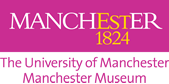 MANCHESTER
1824
The University of Manchester
Manchester Museum